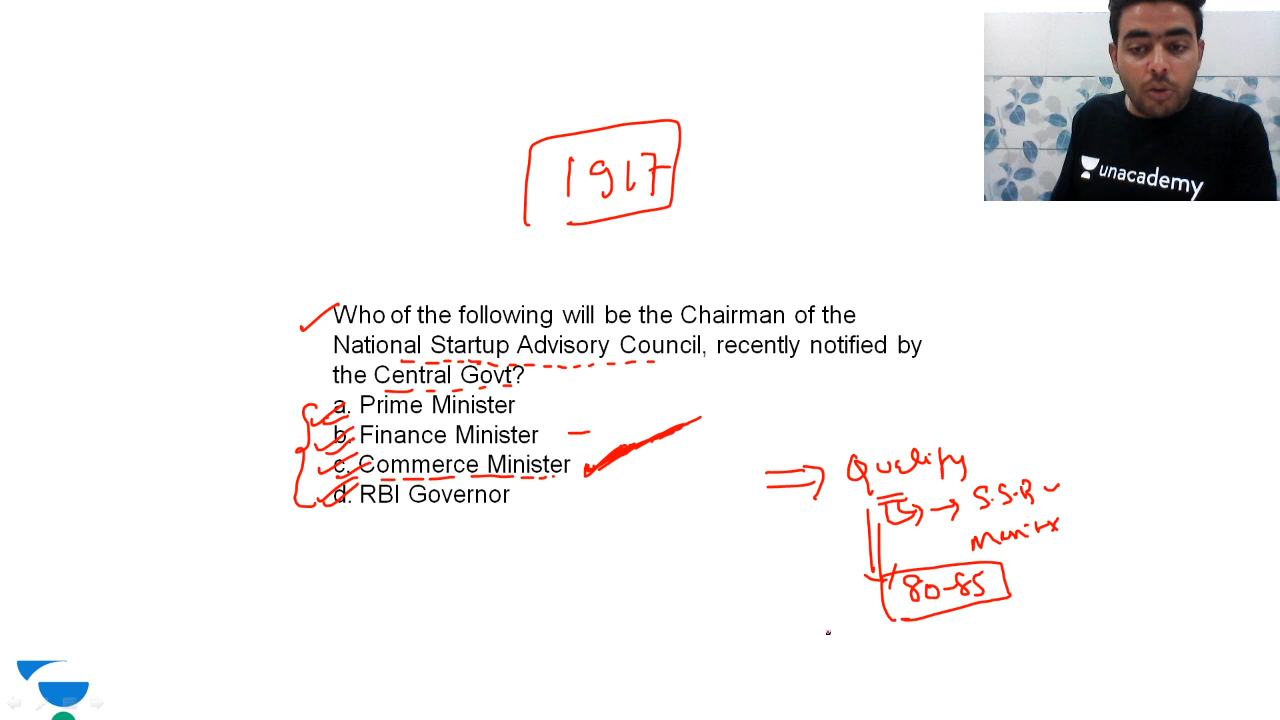 unacademy
1917
Who of the following will be the Chairman of the
National Startup Advisory Council, recently notified by
the Central Govt?
a. Prime Minister
b. Finance Minister
c. Commerce Minister
d. RBI Governor
Qualify
S.S.R
80-85